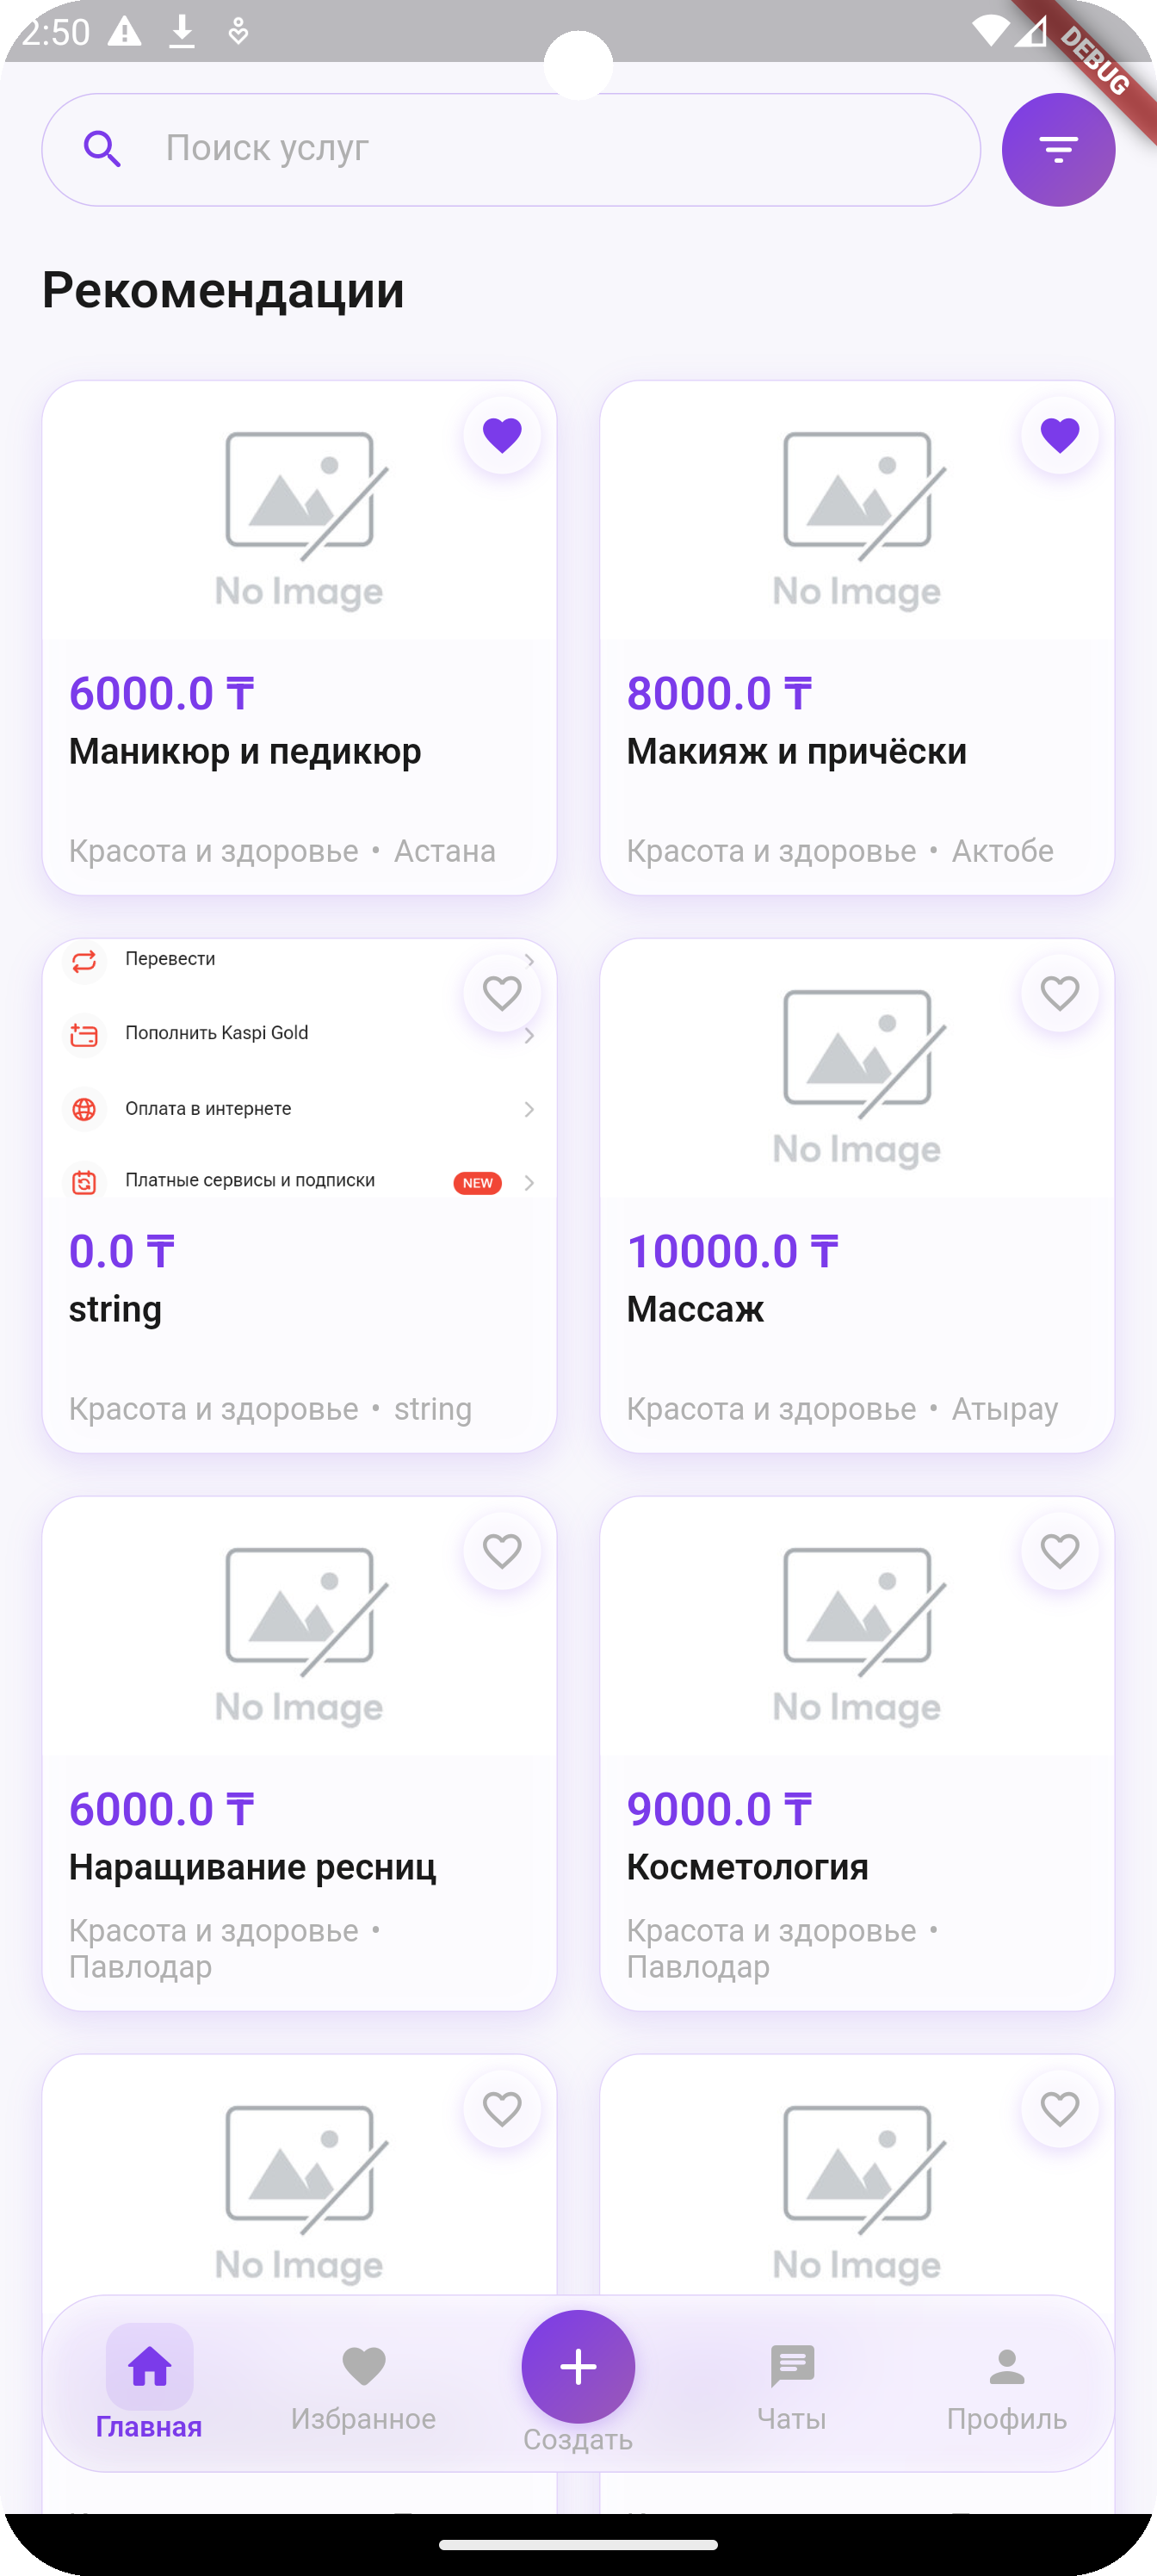 2:50
DEBUG
Поиск услуг
Рекомендации
No Image
No Image
6000.0 ₸
8000.0 ₸
Маникюр и педикюр
Макияж и причёски
Красота и здоровье • Астана
Красота и здоровье • Актобе
Перевести
Пополнить Kaspi Gold
Оплата в интернете
Платные сервисы и подписки NEW
No Image
0.0 ₸
10000.0 ₸
string
Массаж
Красота и здоровье • string
Красота и здоровье • Атырау
No Image
No Image
6000.0 ₸
9000.0 ₸
Наращивание ресниц
Косметология
Красота и здоровье •
Павлодар
Красота и здоровье •
Павлодар
No Image
No Image
Главная
Избранное
Создать
Чаты
Профиль